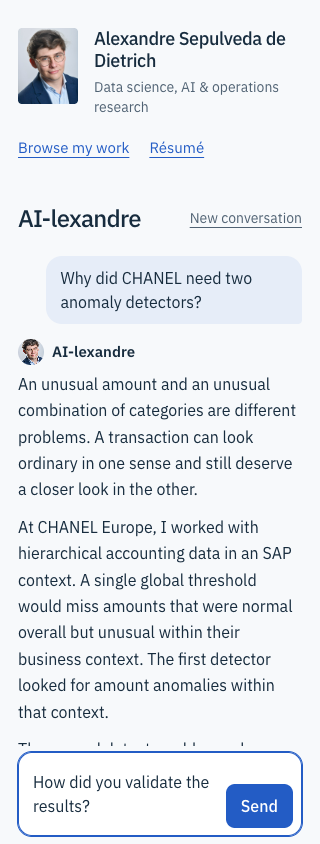 Alexandre Sepulveda de
Dietrich
Data science, AI & operations
research
Browse my work Résumé
AI-lexandre New conversation
Why did CHANEL need two
anomaly detectors?
AI-lexandre
An unusual amount and an unusual
combination of categories are different
problems. A transaction can look
ordinary in one sense and still deserve
a closer look in the other.
At CHANEL Europe, I worked with
hierarchical accounting data in an SAP
context. A single global threshold
would miss amounts that were normal
overall but unusual within their
business context. The first detector
looked for amount anomalies within
that context.
How did you validate the
results?
Send